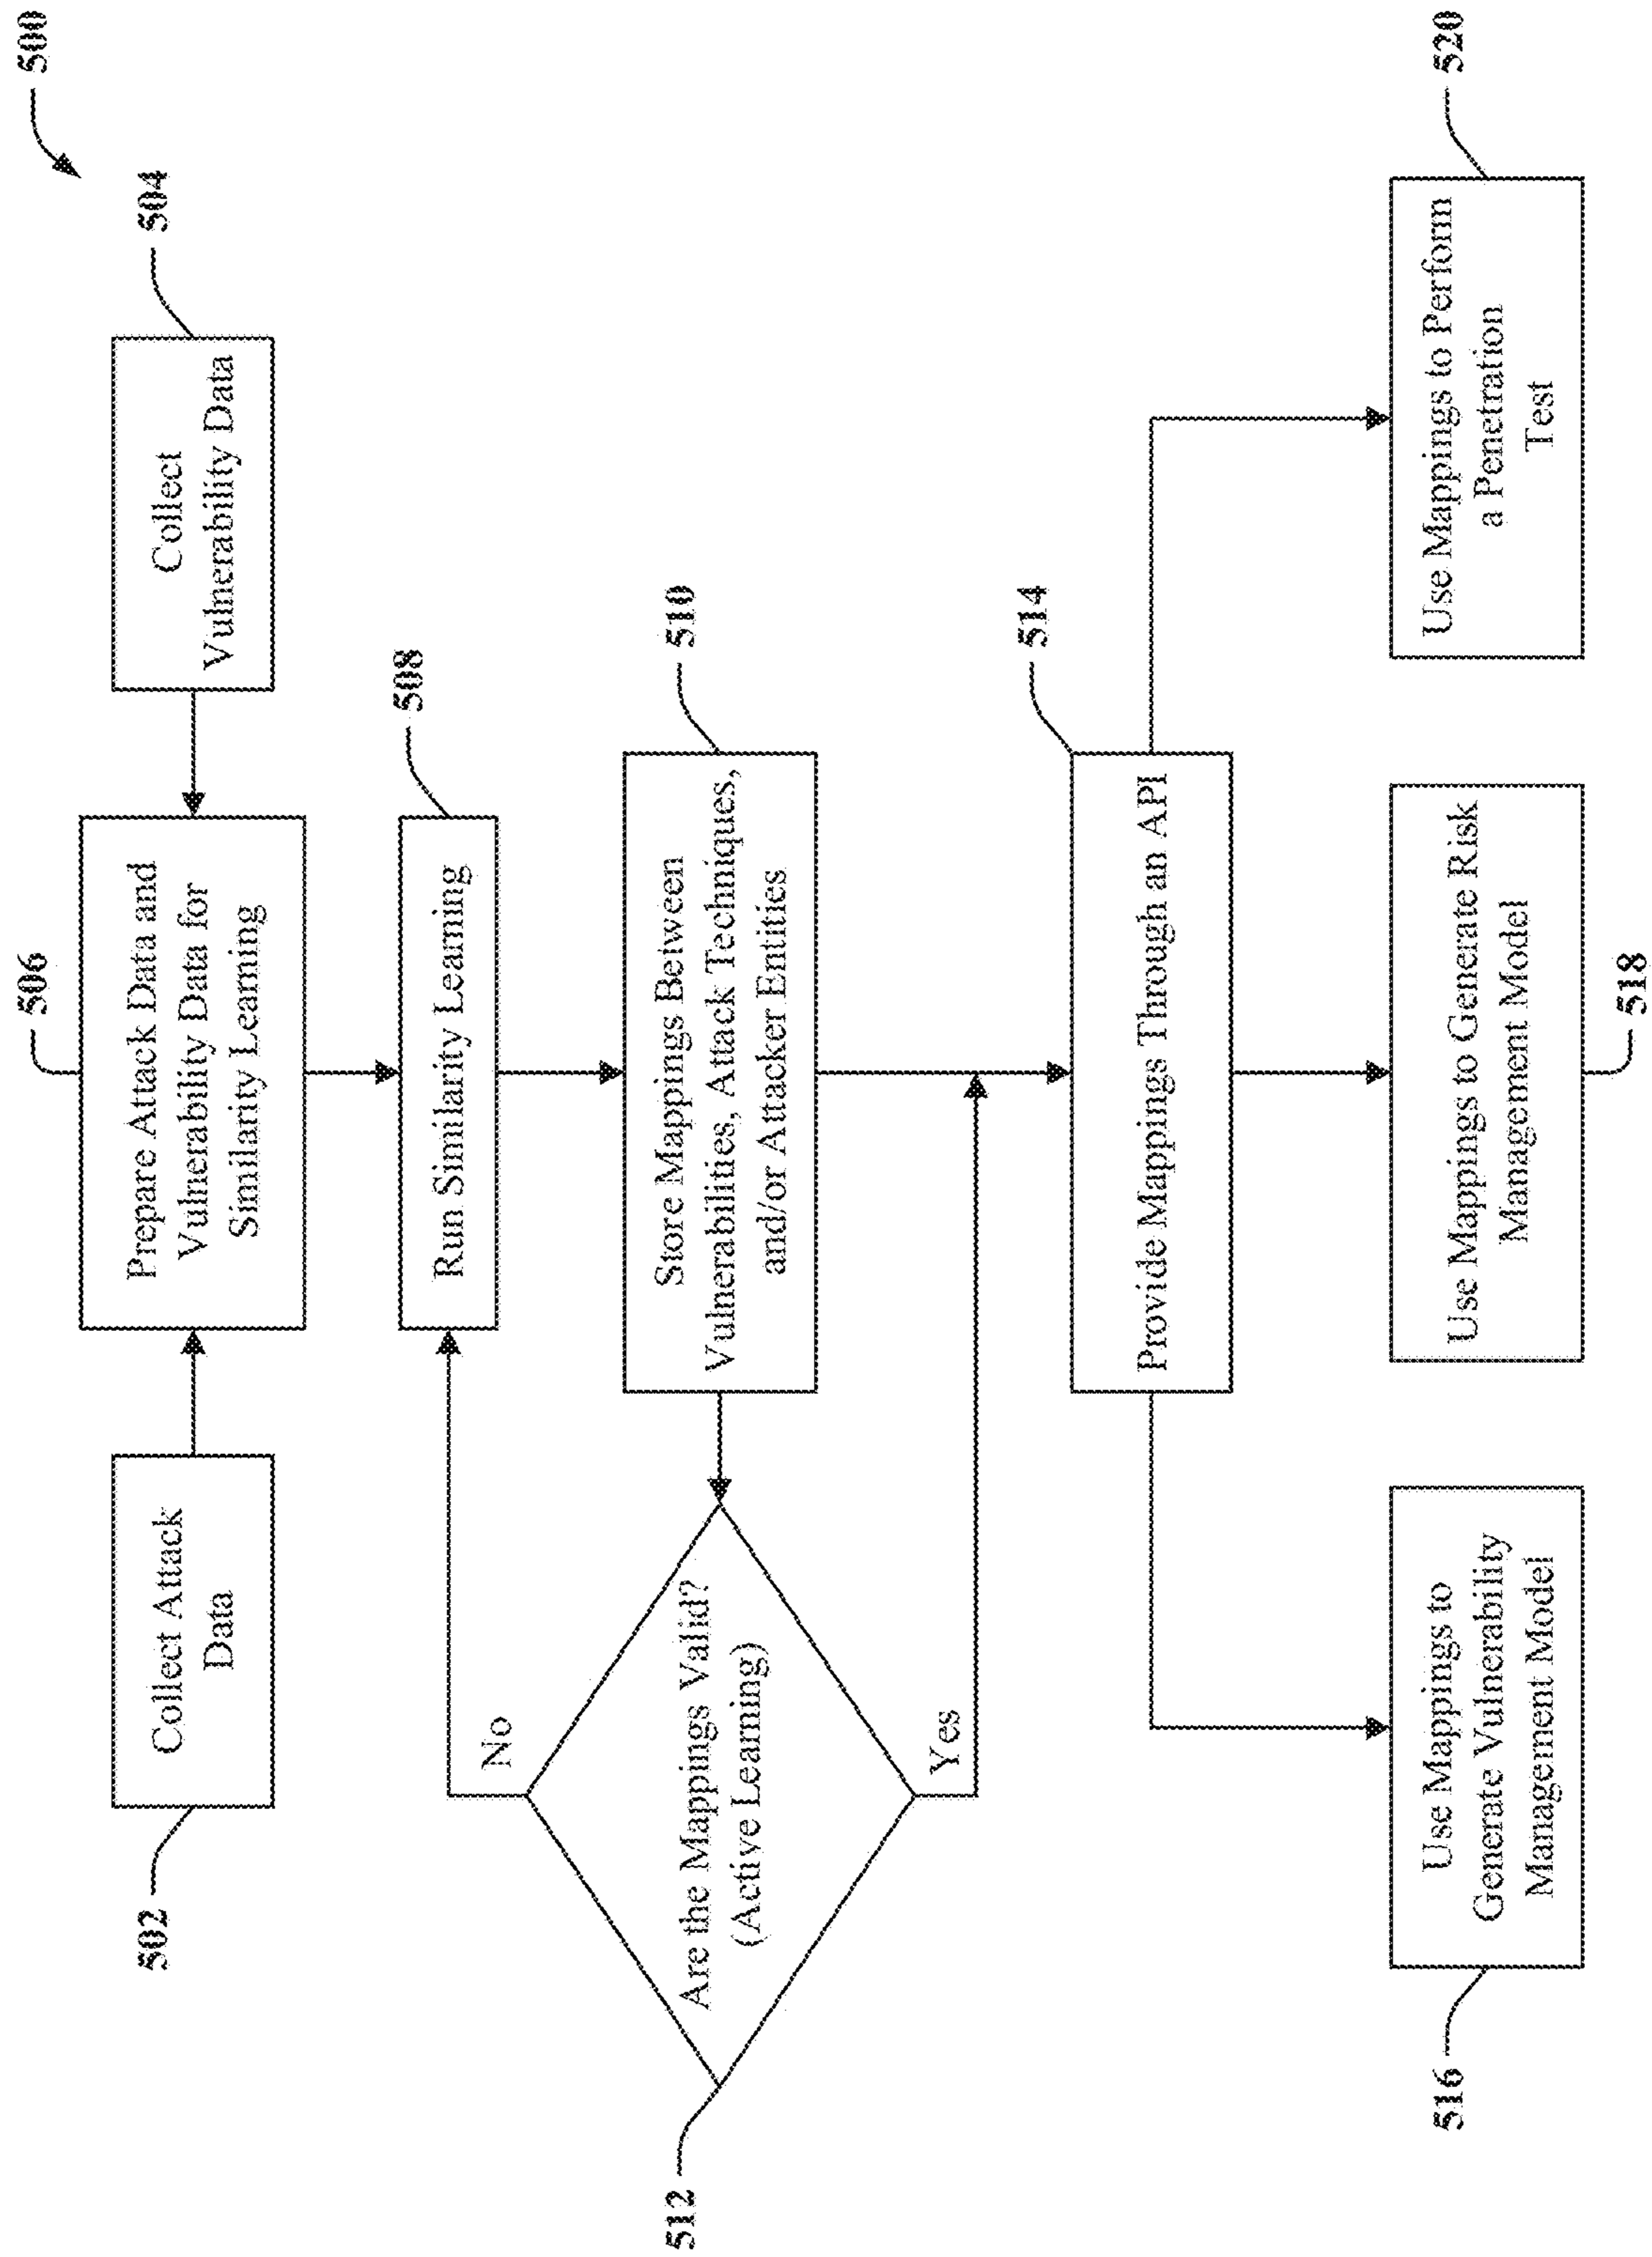 500
502
Collect Attack
Data
506
Prepare Attack Data and
Vulnerability Data for
Similarity Learning
504
Collect
Vulnerability Data
508
Run Similarity Learning
510
Store Mappings Between
Vulnerabilities, Attack Techniques,
and/or Attacker Entities
512
Are the Mappings Valid?
(Active Learning)
No
Yes
514
Provide Mappings Through an API
516
Use Mappings to
Generate Vulnerability
Management Model
Use Mappings to Generate Risk
Management Model
518
520
Use Mappings to Perform
a Penetration
Test